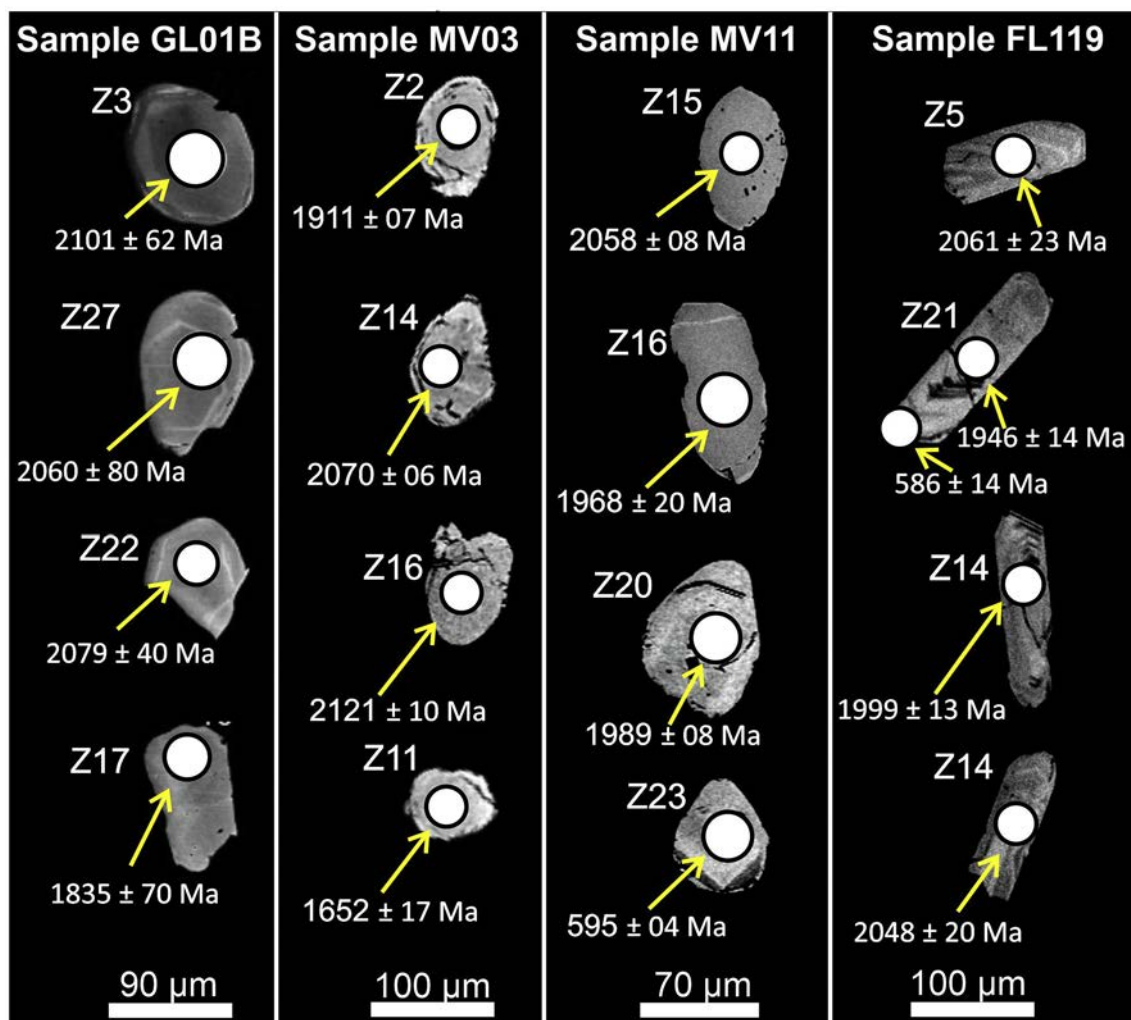 Sample GL01B
Z3
2101 ± 62 Ma
Z27
2060 ± 80 Ma
Z22
2079 ± 40 Ma
Z17
1835 ± 70 Ma
90 µm
Sample MV03
Z2
1911 ± 07 Ma
Z14
2070 ± 06 Ma
Z16
2121 ± 10 Ma
Z11
1652 ± 17 Ma
100 µm
Sample MV11
Z15
2058 ± 08 Ma
Z16
1968 ± 20 Ma
Z20
1989 ± 08 Ma
Z23
595 ± 04 Ma
70 µm
Sample FL119
Z5
2061 ± 23 Ma
Z21
1946 ± 14 Ma
586 ± 14 Ma
Z14
1999 ± 13 Ma
Z14
2048 ± 20 Ma
100 µm